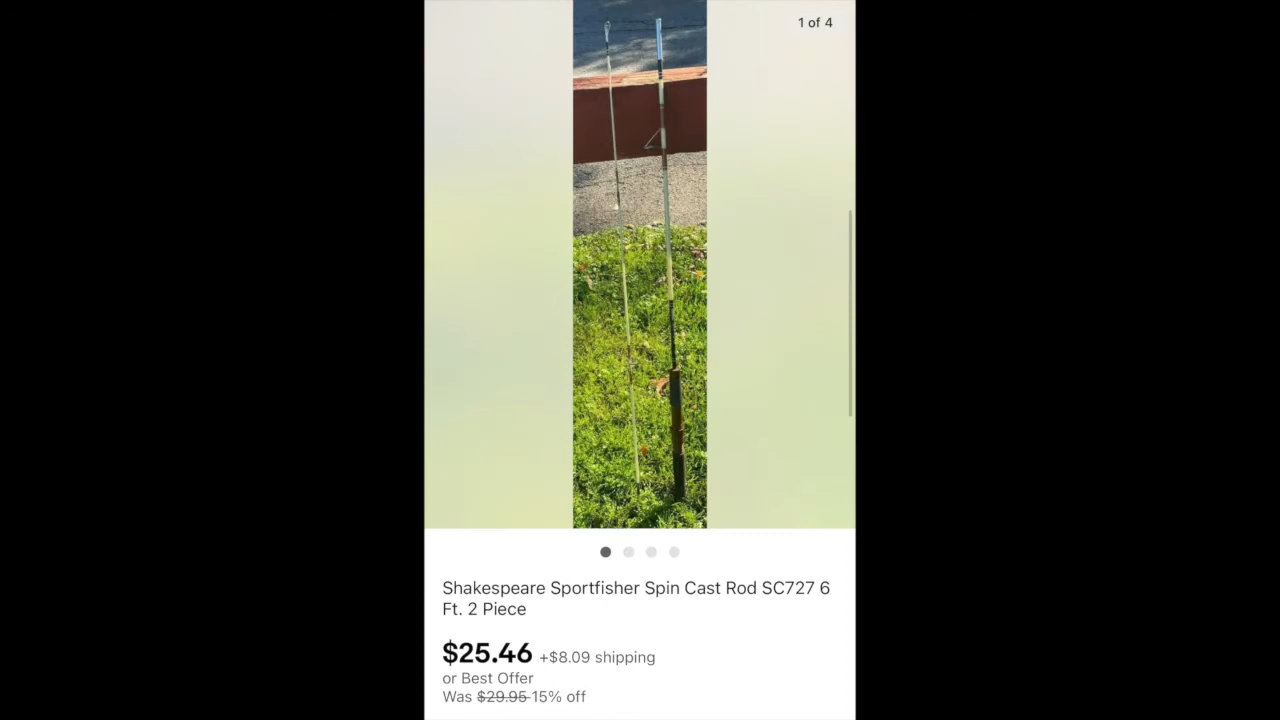 1 of 4
Shakespeare Sportfisher Spin Cast Rod SC727 6
Ft. 2 Piece
$25.46 +$8.09 shipping
or Best Offer
Was $29.95 15% off